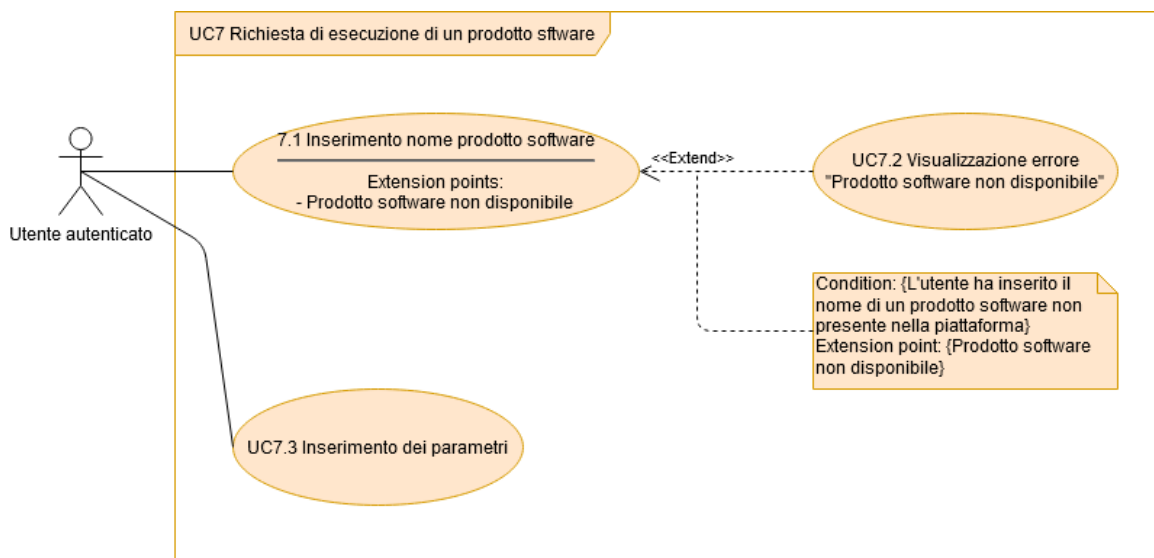 UC7 Richiesta di esecuzione di un prodotto sftware
7.1 Inserimento nome prodotto software
Extension points:
- Prodotto software non disponibile
<<Extend>>
UC7.2 Visualizzazione errore
"Prodotto software non disponibile"
Utente autenticato
Condition: {L'utente ha inserito il
nome di un prodotto software non
presente nella piattaforma}
Extension point: {Prodotto software
non disponibile}
UC7.3 Inserimento dei parametri